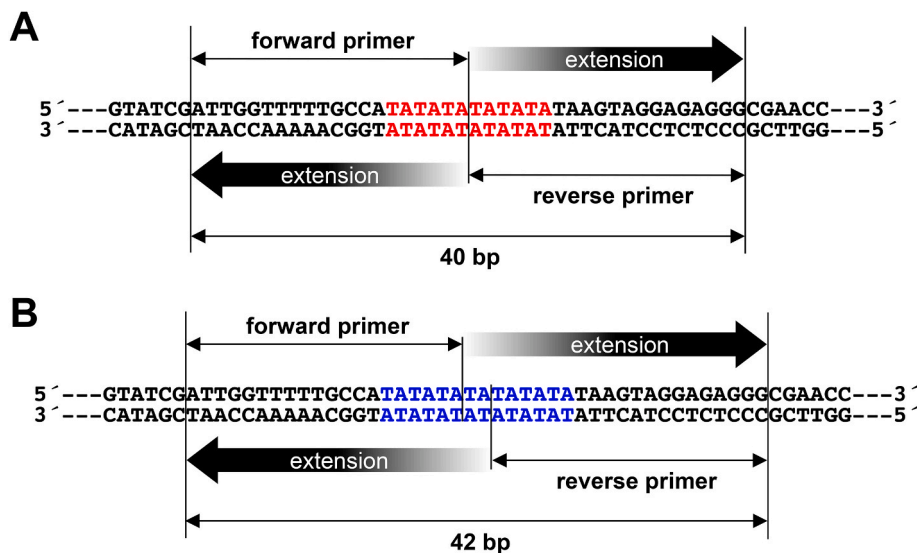 A
forward primer
extension
5´---GTATCGATTGGTTTTTGCCATATATATATATATAAGTAGGAGAGGGCGAACC---3´
3´---CATAGCTAACCAAAAACGGTATATATATATATATTCATCCTCTCCCGCTTGG---5´
extension
reverse primer
40 bp
B
forward primer
extension
5´---GTATCGATTGGTTTTTGCCATATATATATATATATAAGTAGGAGAGGGCGAACC---3´
3´---CATAGCTAACCAAAAACGGTATATATATATATATATTCATCCTCTCCCGCTTGG---5´
extension
reverse primer
42 bp